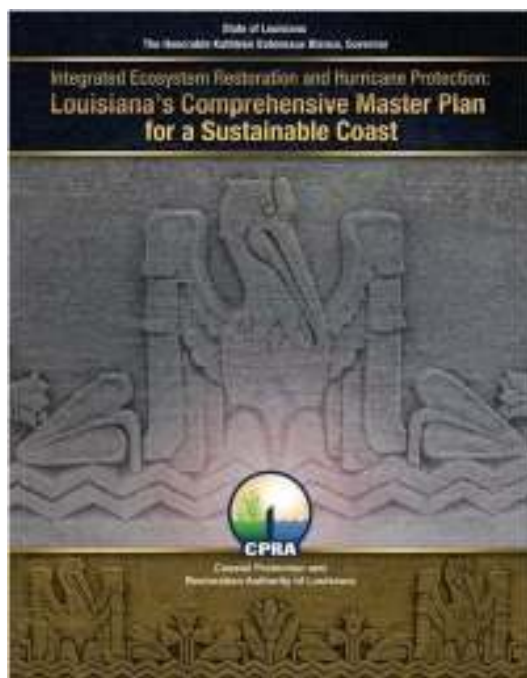 State of Louisiana
The Honorable Kathleen Babineaux Blanco, Governor
Integrated Ecosystem Restoration and Hurricane Protection:
Louisiana's Comprehensive Master Plan
for a Sustainable Coast
CPRA
Coastal Protection and
Restoration Authority of Louisiana